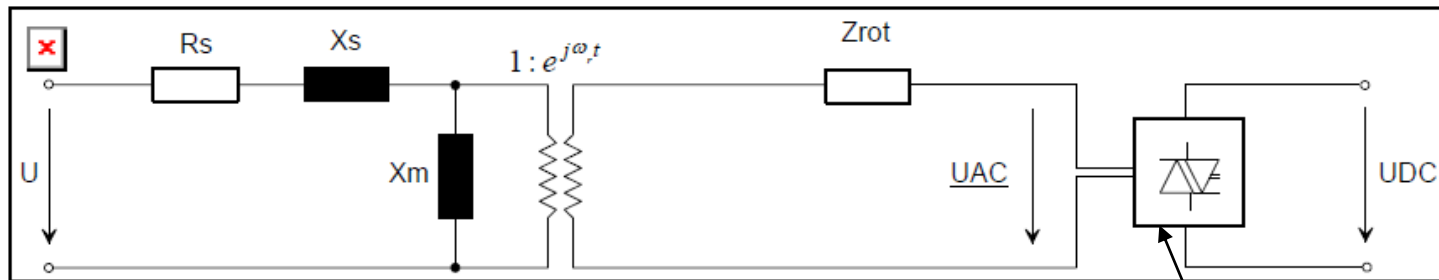 Rs
Xs
1 : e^{jω_r t}
Zrot
U
Xm
UAC
UDC